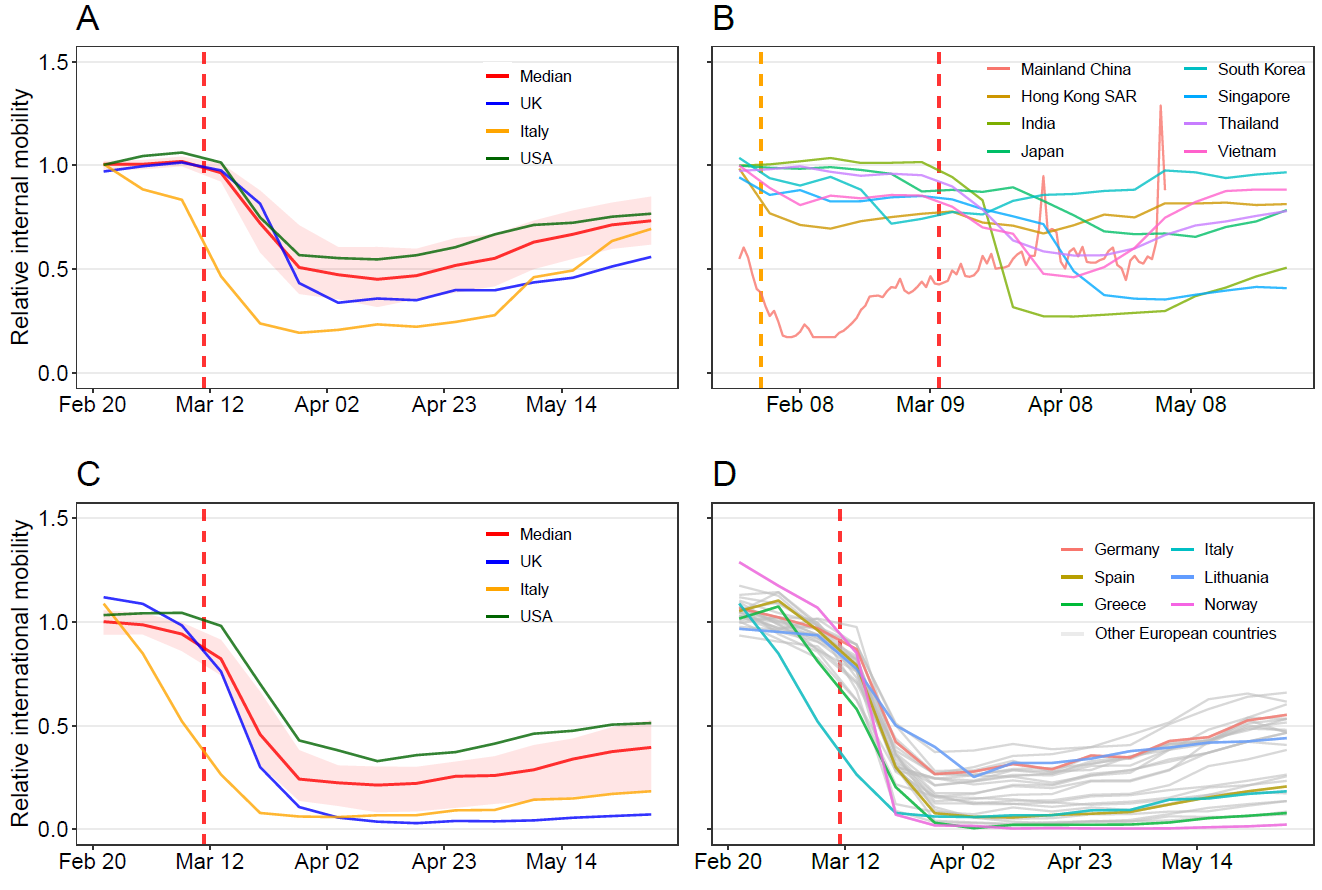 A
Relative internal mobility
1.5
1.0
0.5
0.0
Median
UK
Italy
USA
Feb 20
Mar 12
Apr 02
Apr 23
May 14
B
Mainland China
Hong Kong SAR
India
Japan
South Korea
Singapore
Thailand
Vietnam
Feb 08
Mar 09
Apr 08
May 08
C
Relative international mobility
1.5
1.0
0.5
0.0
Median
UK
Italy
USA
Feb 20
Mar 12
Apr 02
Apr 23
May 14
D
Germany
Spain
Greece
Italy
Lithuania
Norway
Other European countries
Feb 20
Mar 12
Apr 02
Apr 23
May 14